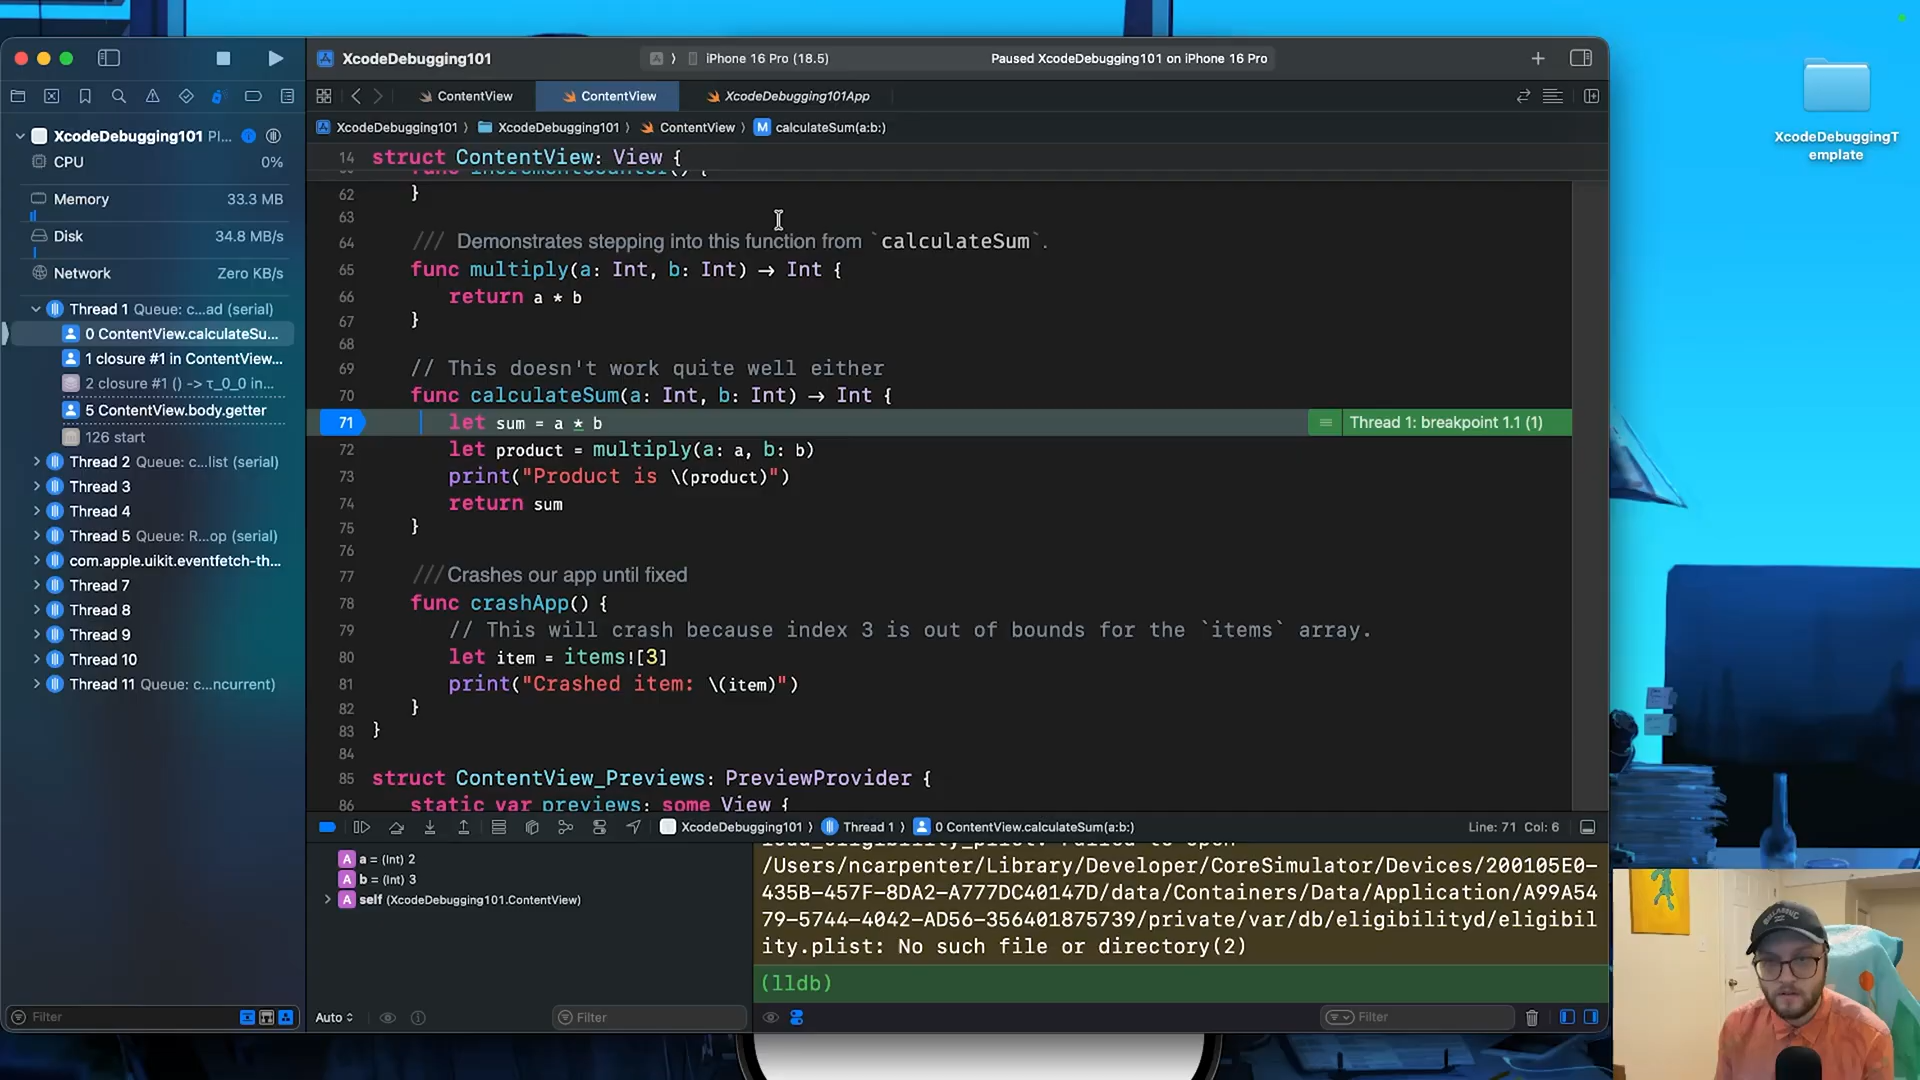 XcodeDebugging101
iPhone 16 Pro (18.5)
Paused XcodeDebugging101 on iPhone 16 Pro
ContentView
ContentView
XcodeDebugging101App
XcodeDebugging101 〉 XcodeDebugging101 〉 ContentView 〉 M calculateSum(a:b:)
XcodeDebugging101 PI...
CPU 0%
Memory 33.3 MB
Disk 34.8 MB/s
Network Zero KB/s
Thread 1 Queue: c...ad (serial)
0 ContentView.calculateSu...
1 closure #1 in ContentView...
2 closure #1 () -> τ_0_0 in...
5 ContentView.body.getter
126 start
Thread 2 Queue: c...list (serial)
Thread 3
Thread 4
Thread 5 Queue: R...op (serial)
com.apple.uikit.eventfetch-th...
Thread 7
Thread 8
Thread 9
Thread 10
Thread 11 Queue: c...ncurrent)
Filter
14 struct ContentView: View {
func incrementCounter() {
62 }
63
64 /// Demonstrates stepping into this function from `calculateSum`.
65 func multiply(a: Int, b: Int) -> Int {
66 return a * b
67 }
68
69 // This doesn't work quite well either
70 func calculateSum(a: Int, b: Int) -> Int {
71 let sum = a * b
Thread 1: breakpoint 1.1 (1)
72 let product = multiply(a: a, b: b)
73 print("Product is \(product)")
74 return sum
75 }
76
77 /// Crashes our app until fixed
78 func crashApp() {
79 // This will crash because index 3 is out of bounds for the `items` array.
80 let item = items![3]
81 print("Crashed item: \(item)")
82 }
83 }
84
85 struct ContentView_Previews: PreviewProvider {
86 static var previews: some View {
XcodeDebugging101 〉 Thread 1 〉 0 ContentView.calculateSum(a:b:)
Line: 71 Col: 6
A a = (Int) 2
A b = (Int) 3
A self (XcodeDebugging101.ContentView)
Auto
Filter
load_eligibility_plist: Failed to open
/Users/ncarpenter/Library/Developer/CoreSimulator/Devices/200105E0-
435B-457F-8DA2-A777DC40147D/data/Containers/Data/Application/A99A54
79-5744-4042-AD56-356401875739/private/var/db/eligibilityd/eligibil
ity.plist: No such file or directory(2)
(lldb)
Filter
XcodeDebuggingT
emplate